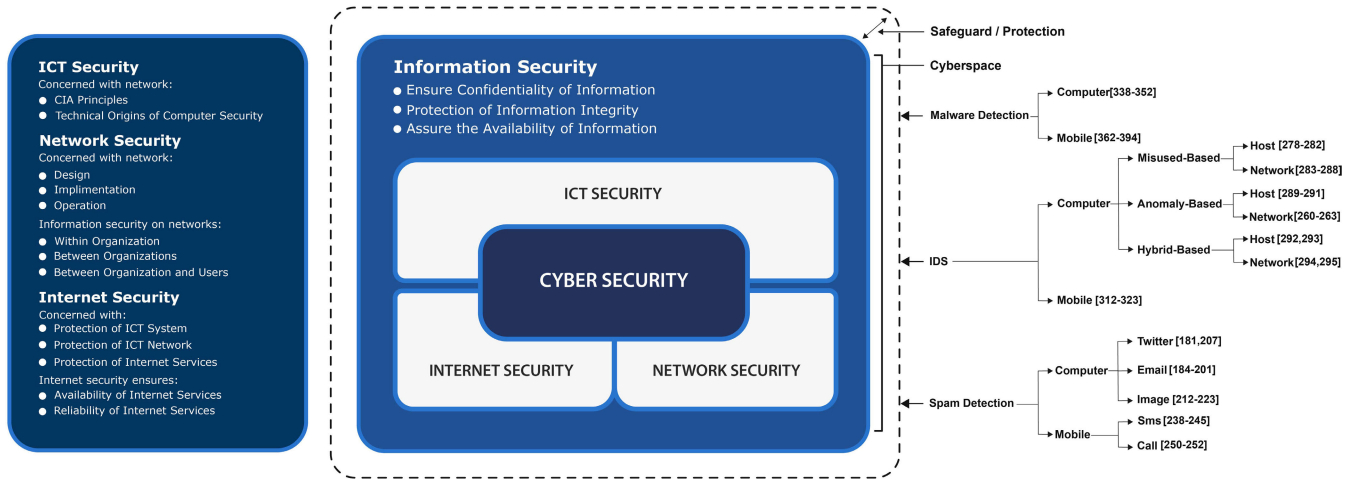 ICT Security
Concerned with network:
CIA Principles
Technical Origins of Computer Security
Network Security
Concerned with network:
Design
Implimentation
Operation
Information security on networks:
Within Organization
Between Organizations
Between Organization and Users
Internet Security
Concerned with:
Protection of ICT System
Protection of ICT Network
Protection of Internet Services
Internet security ensures:
Availability of Internet Services
Reliability of Internet Services
Information Security
Ensure Confidentiality of Information
Protection of Information Integrity
Assure the Availability of Information
ICT SECURITY
CYBER SECURITY
INTERNET SECURITY
NETWORK SECURITY
Safeguard / Protection
Cyberspace
Malware Detection
Computer[338-352]
Mobile [362-394]
IDS
Computer
Misused-Based
Host [278-282]
Network[283-288]
Anomaly-Based
Host [289-291]
Network[260-263]
Hybrid-Based
Host [292,293]
Network[294,295]
Mobile [312-323]
Spam Detection
Computer
Twitter [181,207]
Email [184-201]
Image [212-223]
Mobile
Sms [238-245]
Call [250-252]